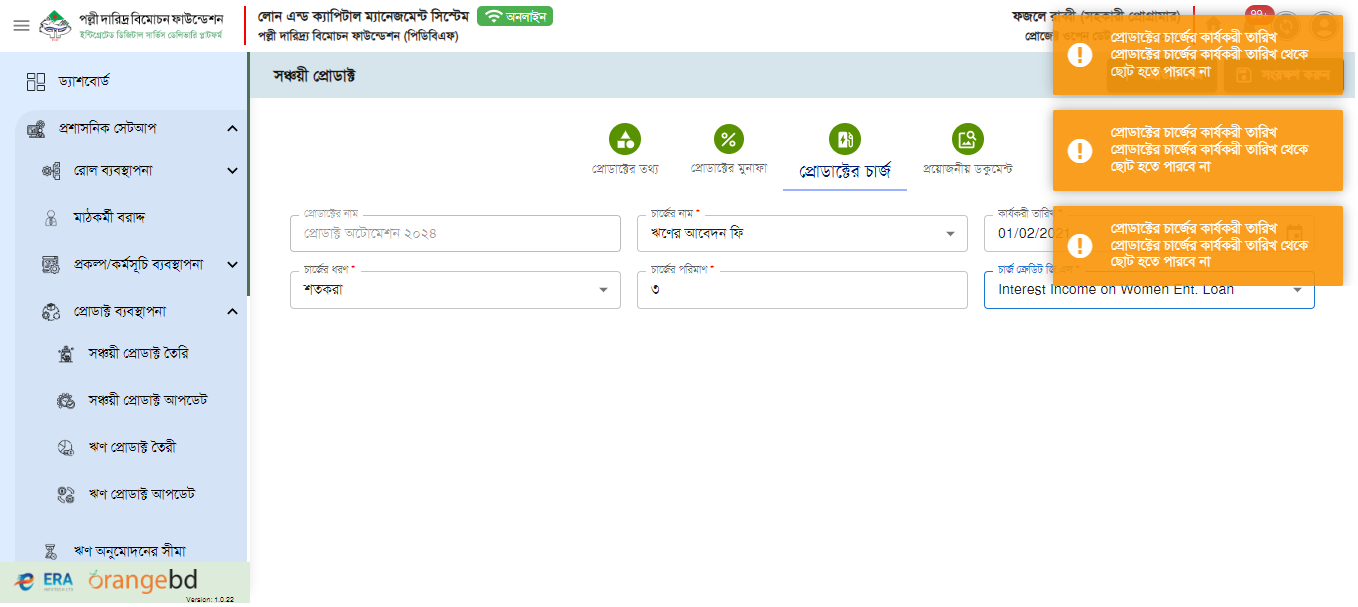 পল্লী দারিদ্র বিমোচন ফাউন্ডেশন
ইন্টিগ্রেটেড ডিজিটাল সার্ভিস ডেলিভারি প্লাটফর্ম
লোন এন্ড ক্যাপিটাল ম্যানেজমেন্ট সিস্টেম
অনলাইন
পল্লী দারিদ্র্য বিমোচন ফাউন্ডেশন (পিডিবিএফ)
ফজলে রাব্বী (সহকারী প্রোগ্রামার)
99+
সঞ্চয়ী প্রোডাক্ট
সংরক্ষণ করুন
প্রোডাক্টের চার্জের কার্যকরী তারিখ
প্রোডাক্টের চার্জের কার্যকরী তারিখ থেকে
ছোট হতে পারবে না
প্রোডাক্টের চার্জের কার্যকরী তারিখ
প্রোডাক্টের চার্জের কার্যকরী তারিখ থেকে
ছোট হতে পারবে না
প্রোডাক্টের চার্জের কার্যকরী তারিখ
প্রোডাক্টের চার্জের কার্যকরী তারিখ থেকে
ছোট হতে পারবে না
ড্যাশবোর্ড
প্রশাসনিক সেটআপ
রোল ব্যবস্থাপনা
মাঠকর্মী বরাদ্দ
প্রকল্প/কর্মসূচি ব্যবস্থাপনা
প্রোডাক্ট ব্যবস্থাপনা
সঞ্চয়ী প্রোডাক্ট তৈরি
সঞ্চয়ী প্রোডাক্ট আপডেট
ঋণ প্রোডাক্ট তৈরী
ঋণ প্রোডাক্ট আপডেট
ঋণ অনুমোদনের সীমা
ERA
orangebd
Version: 1.0.22
প্রোডাক্টের তথ্য
প্রোডাক্টের মুনাফা
প্রোডাক্টের চার্জ
প্রয়োজনীয় ডকুমেন্ট
প্রোডাক্টের নাম
প্রোডাক্ট অটোমেশন ২০২৪
চার্জের নাম *
ঋণের আবেদন ফি
কার্যকরী তারিখ *
01/02/2021
চার্জের ধরণ *
শতকরা
চার্জের পরিমাণ *
৩
চার্জ ক্রেডিট জি এল *
Interest Income on Women Ent. Loan